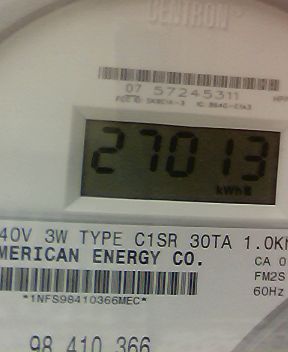 CENTRON®
07 57245311
27013
kWh
40V 3W TYPE C1SR 30TA 1.0K
MERICAN ENERGY CO.
CA 0
FM2S
60Hz
*1NFS98410366MEC*
98 410 366